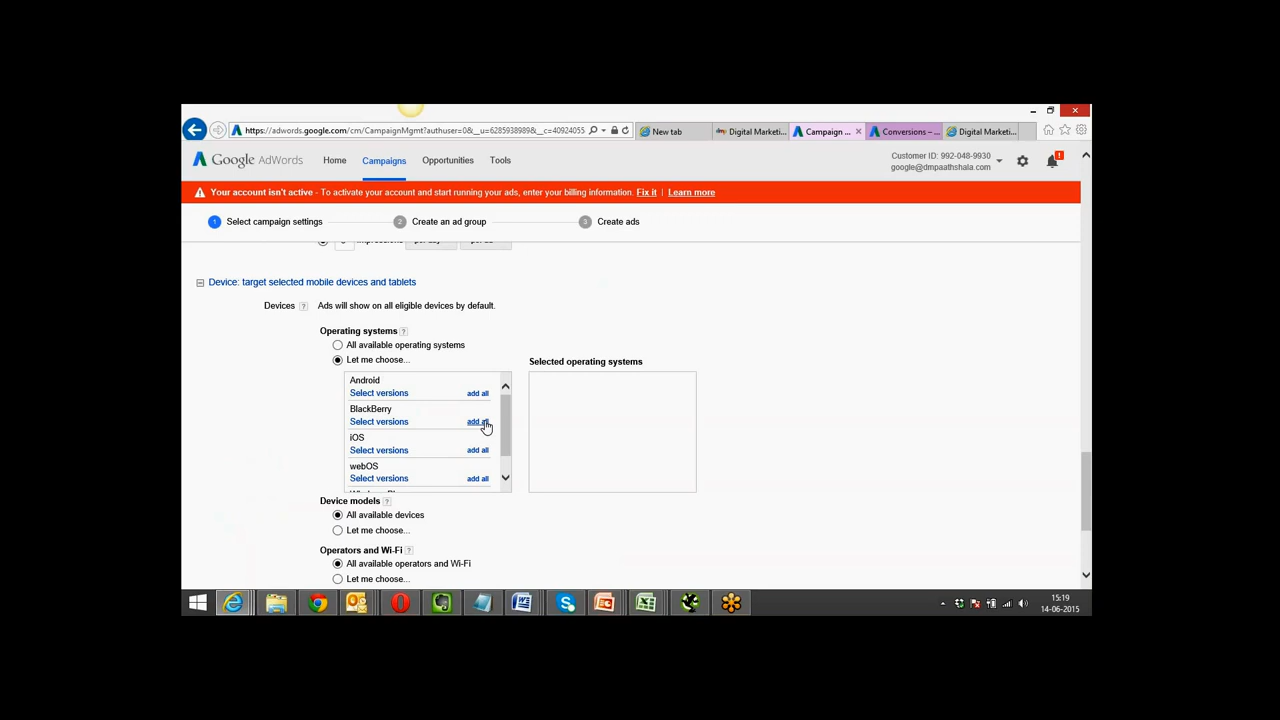 https://adwords.google.com/cm/CampaignMgmt?authuser=0&__u=6285938989&__c=40924055
New tab
Digital Marketi...
Campaign ...
Conversions – ...
Digital Marketi...
Google AdWords
Home
Campaigns
Opportunities
Tools
Customer ID: 992-048-9930
google@dmpaathshala.com
1
Your account isn't active - To activate your account and start running your ads, enter your billing information. Fix it | Learn more
1 Select campaign settings
2 Create an ad group
3 Create ads
Device: target selected mobile devices and tablets
Devices ? Ads will show on all eligible devices by default.
Operating systems ?
All available operating systems
Let me choose...
Selected operating systems
Android
Select versions add all
BlackBerry
Select versions add all
iOS
Select versions add all
webOS
Select versions add all
Device models ?
All available devices
Let me choose...
Operators and Wi-Fi ?
All available operators and Wi-Fi
Let me choose...
15:19
14-06-2015